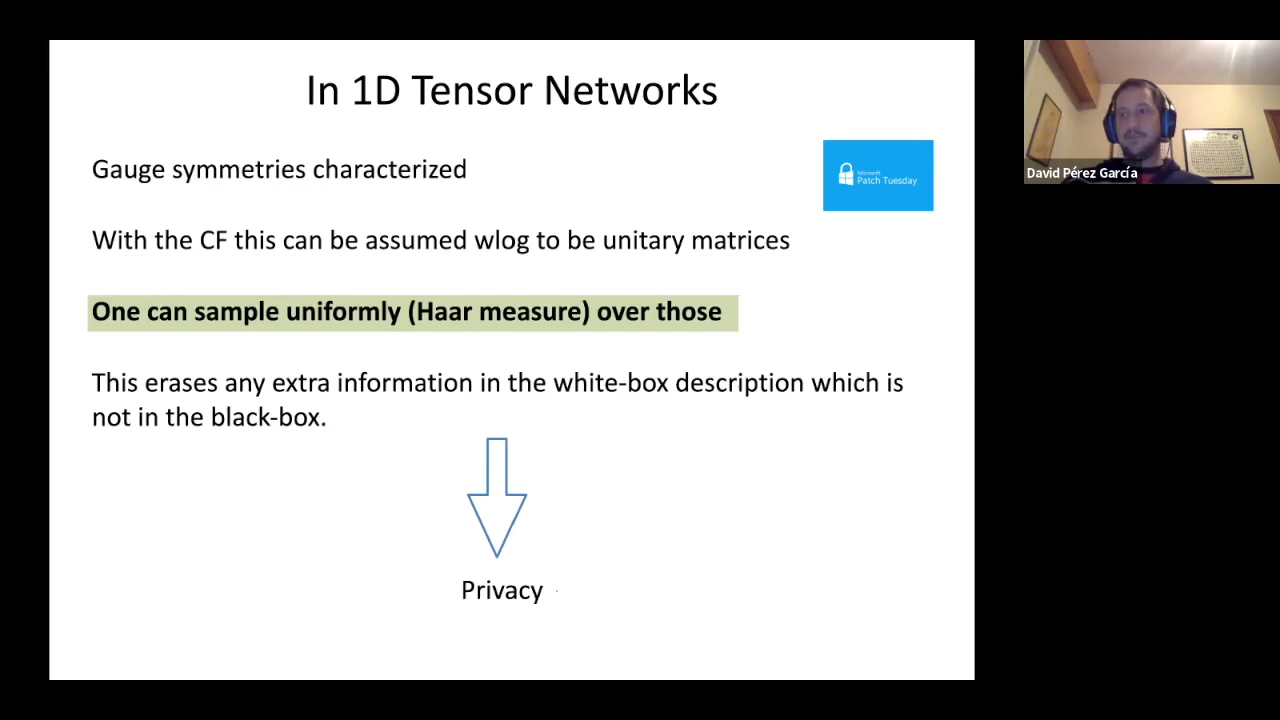 In 1D Tensor Networks
Gauge symmetries characterized
Microsoft
Patch Tuesday
With the CF this can be assumed wlog to be unitary matrices
One can sample uniformly (Haar measure) over those
This erases any extra information in the white-box description which is
not in the black-box.
Privacy
David Pérez García